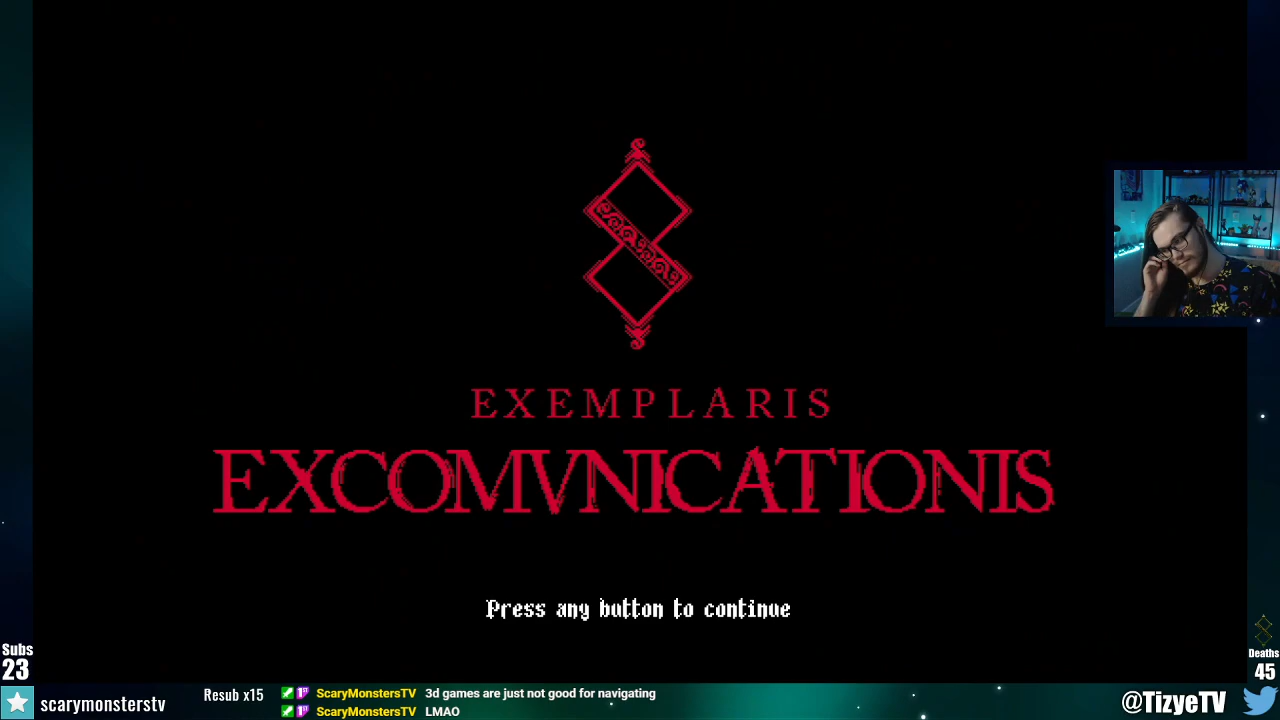 EXEMPLARIS
EXCOMVNICATIONIS
Press any button to continue
Subs
23
scarymonsterstv
Resub x15
ScaryMonstersTV 3d games are just not good for navigating
ScaryMonstersTV LMAO
Deaths
45
@TizyeTV